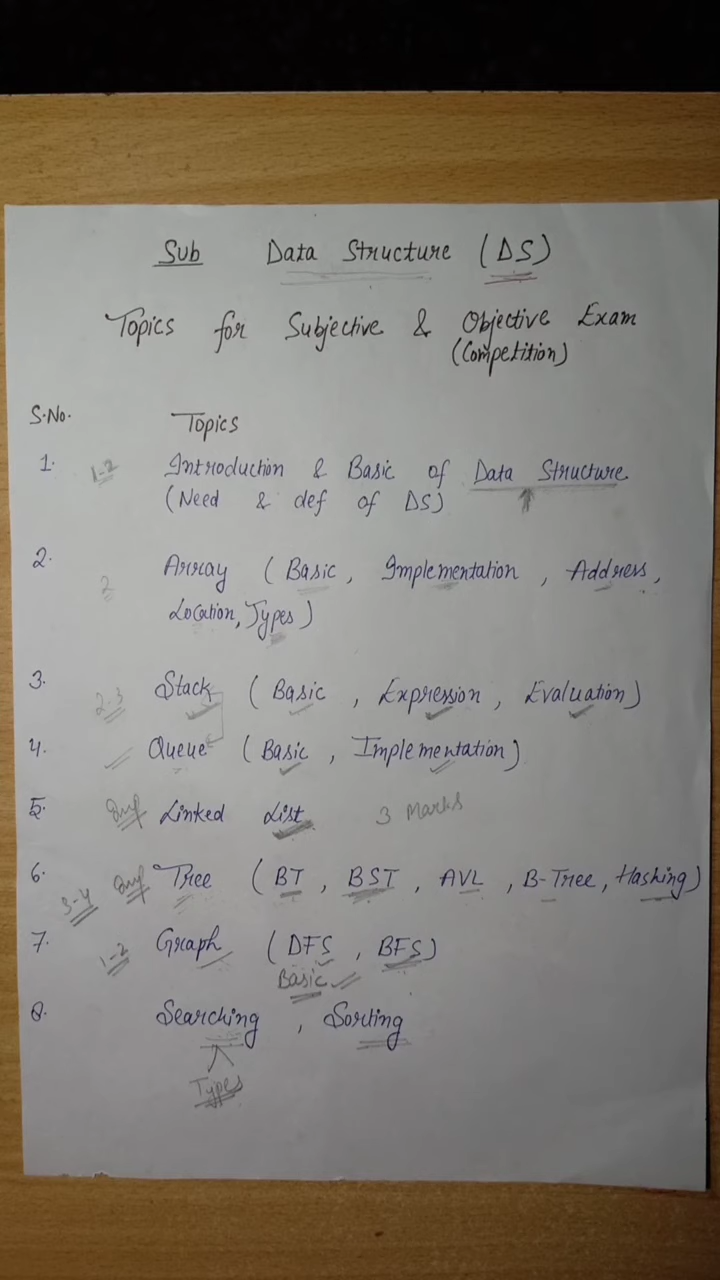 Sub Data Structure (DS)
Topics for Subjective & Objective Exam
(Competition)
S.No. Topics
1. 1-2 Introduction & Basic of Data Structure
(Need & def of DS)
2. 2 Array (Basic, Implementation, Address,
Location, Types)
3. 2-3 Stack (Basic, Expression, Evaluation)
4. Queue (Basic, Implementation)
5. Imp Linked List 3 Marks
6. 3-4 Imp Tree (BT, BST, AVL, B-Tree, Hashing)
7. 1-2 Graph (DFS, BFS)
Basic
8. Searching, Sorting
Types